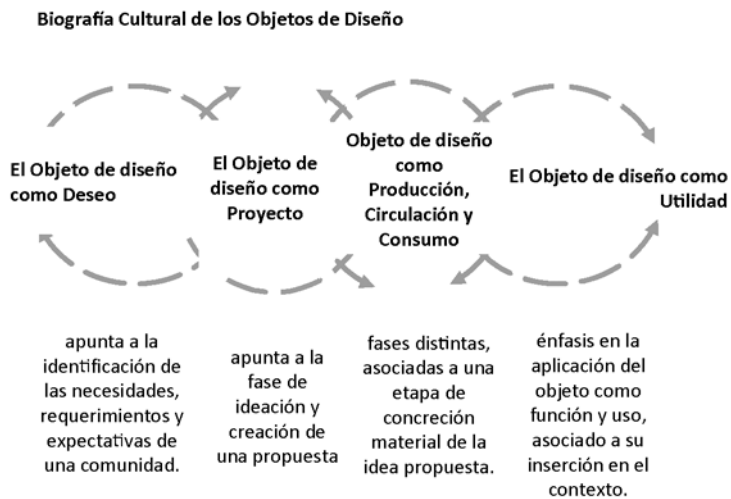 Biografía Cultural de los Objetos de Diseño
El Objeto de diseño
como Deseo
El Objeto de
diseño como
Proyecto
Objeto de diseño
como
Producción,
Circulación y
Consumo
El Objeto de diseño como
Utilidad
apunta a la
identificación de
las necesidades,
requerimientos y
expectativas de
una comunidad.
apunta a la
fase de
ideación y
creación de
una propuesta
fases distintas,
asociadas a una
etapa de
concreción
material de la
idea propuesta.
énfasis en la
aplicación del
objeto como
función y uso,
asociado a su
inserción en el
contexto.